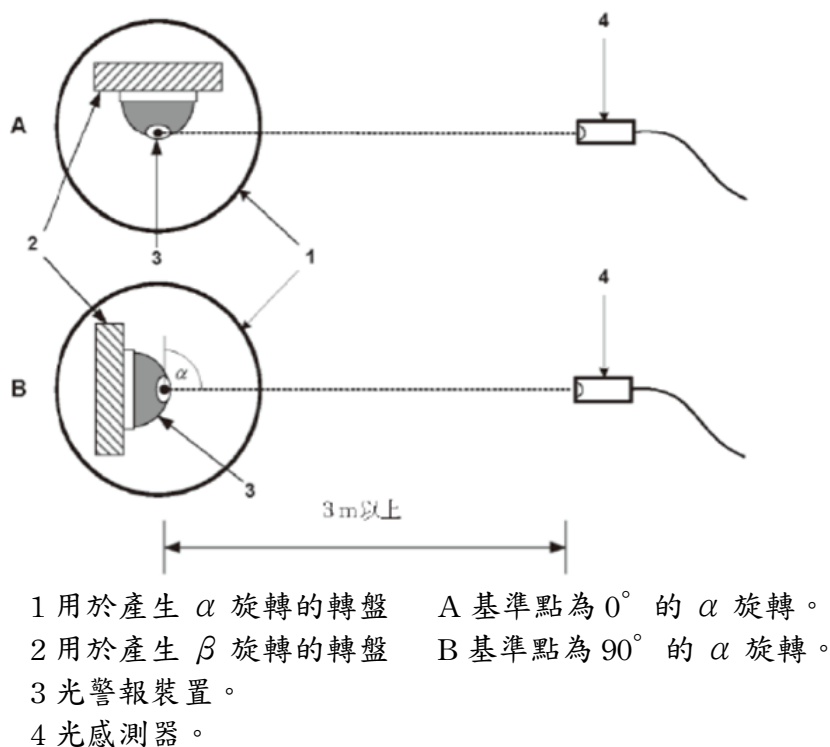 4
A
2
3
1
4
B
α
3
3 m以上
1 用於產生 α 旋轉的轉盤 A 基準點為 0° 的 α 旋轉。
2 用於產生 β 旋轉的轉盤 B 基準點為 90° 的 α 旋轉。
3 光警報裝置。
4 光感測器。